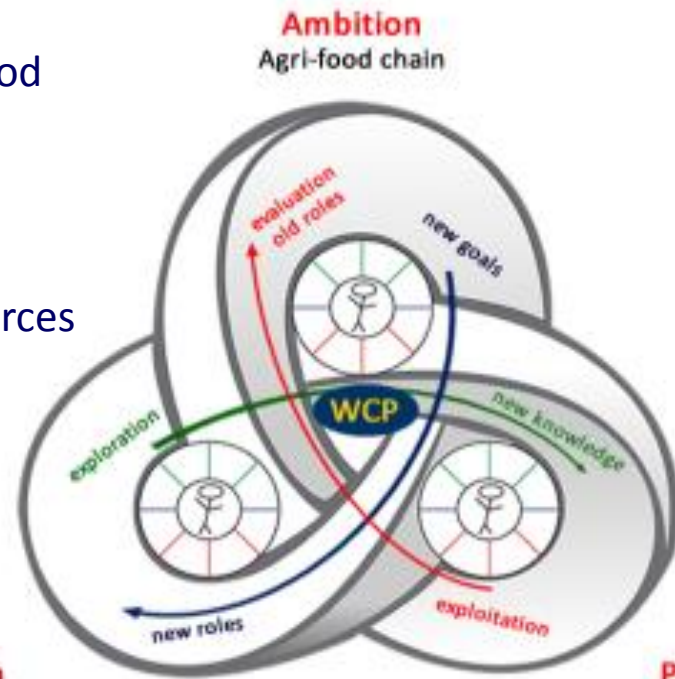 Ambition
Agri-food chain
od
rces
evaluation
old roles
new goals
WCP
exploration
new knowledge
new roles
exploitation
P